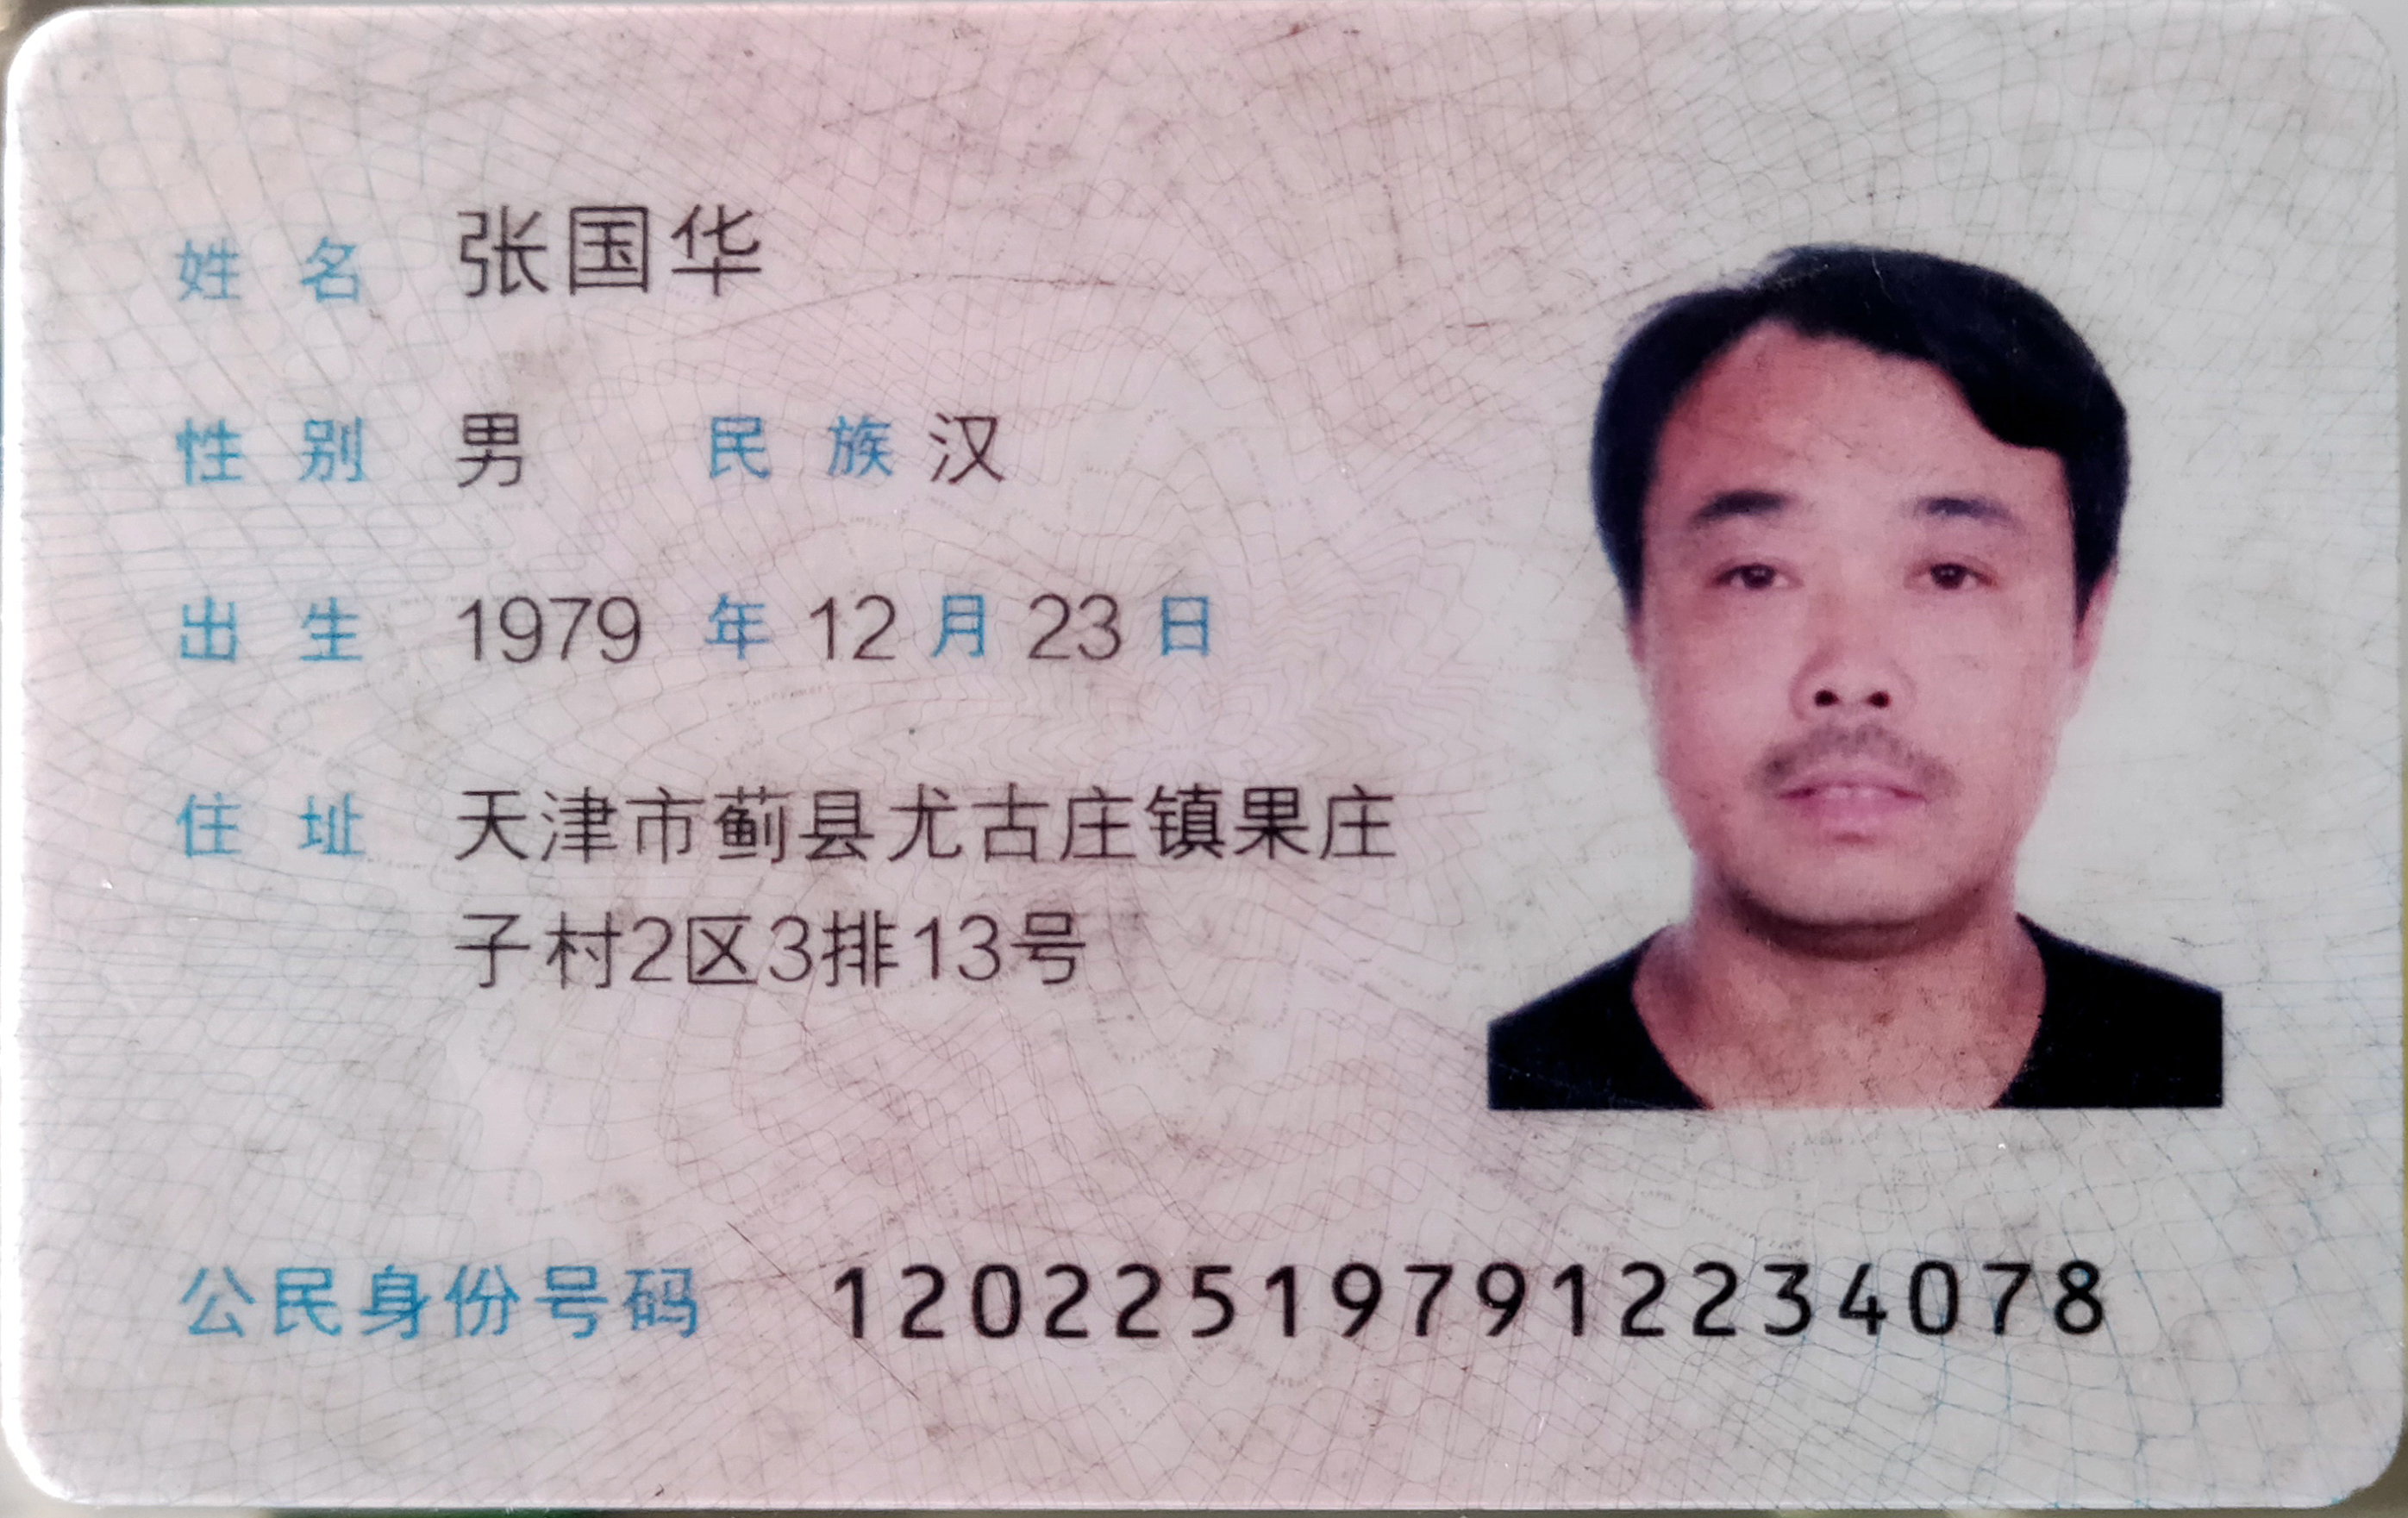 姓名 张国华
性别 男 民族 汉
出生 1979 年 12 月 23 日
住址 天津市蓟县尤古庄镇果庄
子村2区3排13号
公民身份号码 120225197912234078